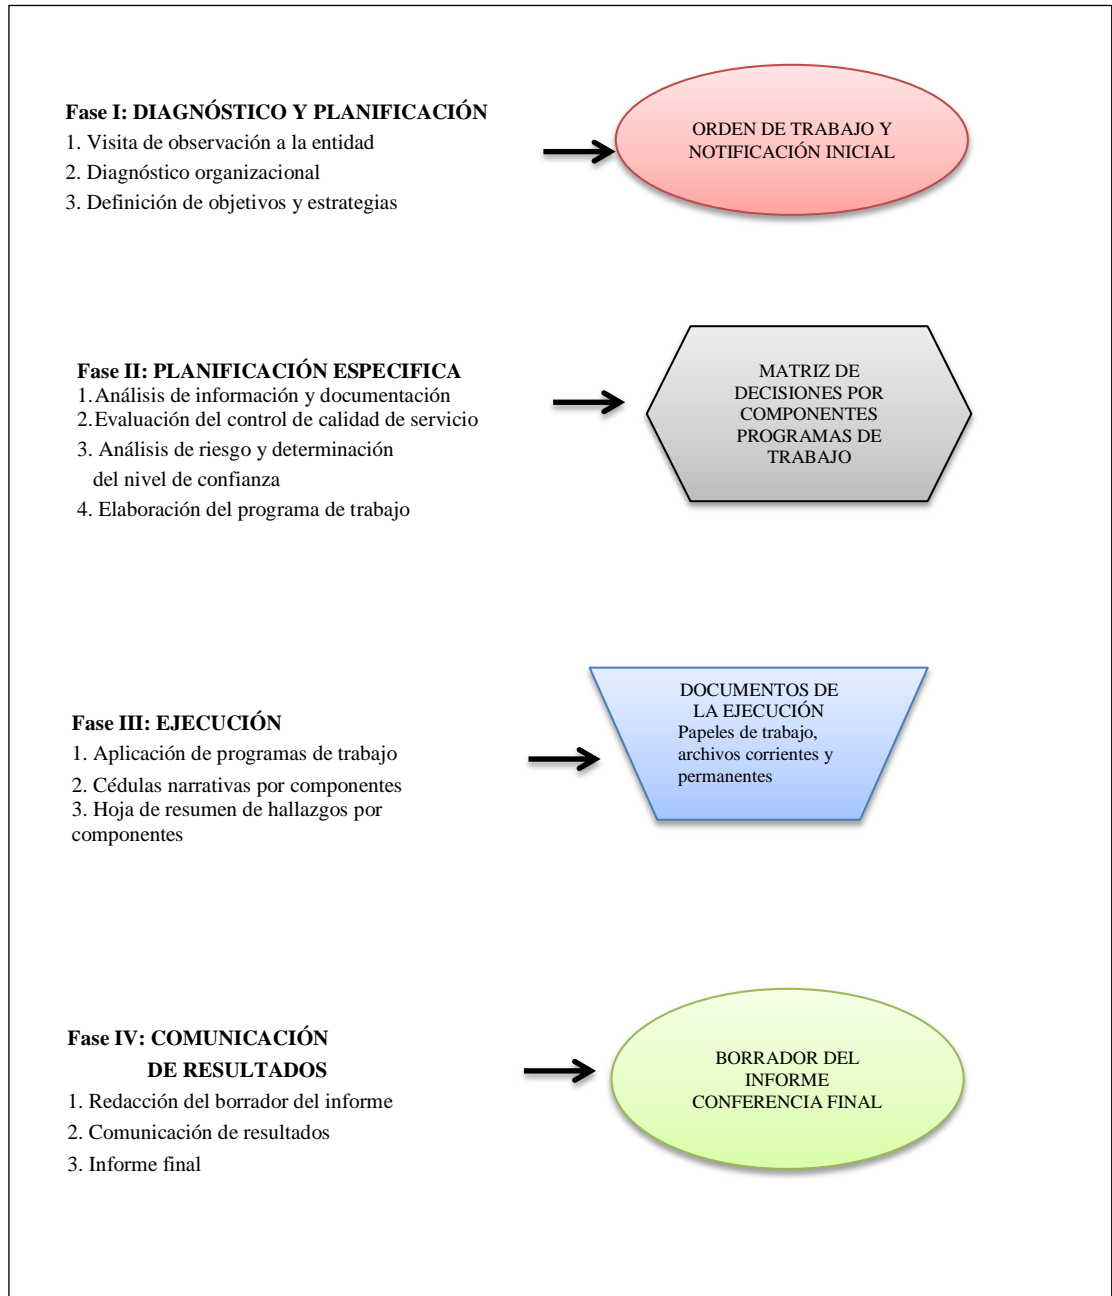 Fase I: DIAGNÓSTICO Y PLANIFICACIÓN
1. Visita de observación a la entidad
2. Diagnóstico organizacional
3. Definición de objetivos y estrategias
ORDEN DE TRABAJO Y
NOTIFICACIÓN INICIAL
Fase II: PLANIFICACIÓN ESPECIFICA
1.Análisis de información y documentación
2.Evaluación del control de calidad de servicio
3. Análisis de riesgo y determinación
del nivel de confianza
4. Elaboración del programa de trabajo
MATRIZ DE
DECISIONES POR
COMPONENTES
PROGRAMAS DE
TRABAJO
Fase III: EJECUCIÓN
1. Aplicación de programas de trabajo
2. Cédulas narrativas por componentes
3. Hoja de resumen de hallazgos por
componentes
DOCUMENTOS DE
LA EJECUCIÓN
Papeles de trabajo,
archivos corrientes y
permanentes
Fase IV: COMUNICACIÓN
DE RESULTADOS
1. Redacción del borrador del informe
2. Comunicación de resultados
3. Informe final
BORRADOR DEL
INFORME
CONFERENCIA FINAL